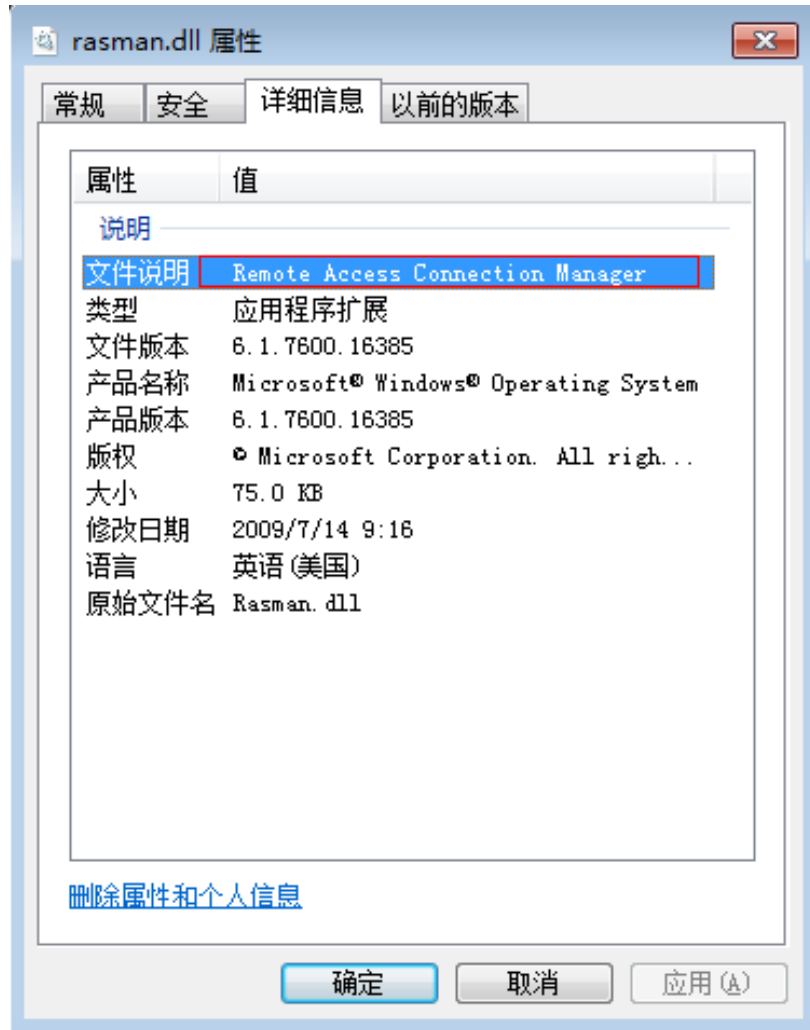 rasman.dll 属性
常规 安全 详细信息 以前的版本
属性 值
说明
文件说明 Remote Access Connection Manager
类型 应用程序扩展
文件版本 6.1.7600.16385
产品名称 Microsoft® Windows® Operating System
产品版本 6.1.7600.16385
版权 © Microsoft Corporation. All righ...
大小 75.0 KB
修改日期 2009/7/14 9:16
语言 英语(美国)
原始文件名 Rasman.dll
删除属性和个人信息
确定 取消 应用(A)